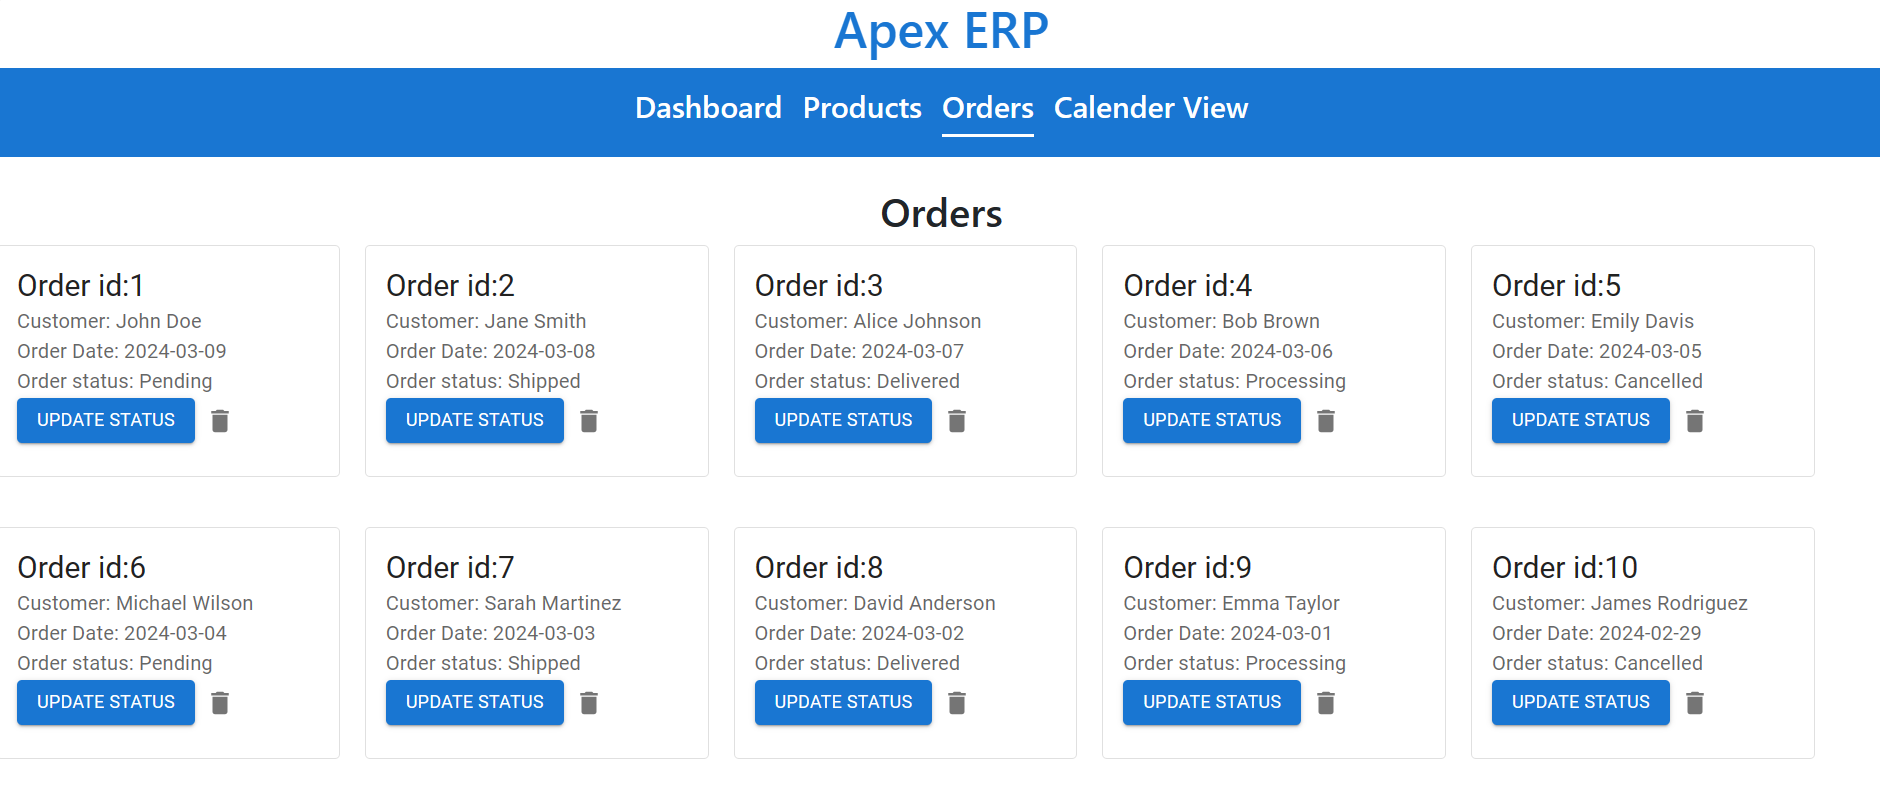 Apex ERP
Dashboard Products Orders Calender View
Orders
Order id:1
Customer: John Doe
Order Date: 2024-03-09
Order status: Pending
UPDATE STATUS
Order id:2
Customer: Jane Smith
Order Date: 2024-03-08
Order status: Shipped
UPDATE STATUS
Order id:3
Customer: Alice Johnson
Order Date: 2024-03-07
Order status: Delivered
UPDATE STATUS
Order id:4
Customer: Bob Brown
Order Date: 2024-03-06
Order status: Processing
UPDATE STATUS
Order id:5
Customer: Emily Davis
Order Date: 2024-03-05
Order status: Cancelled
UPDATE STATUS
Order id:6
Customer: Michael Wilson
Order Date: 2024-03-04
Order status: Pending
UPDATE STATUS
Order id:7
Customer: Sarah Martinez
Order Date: 2024-03-03
Order status: Shipped
UPDATE STATUS
Order id:8
Customer: David Anderson
Order Date: 2024-03-02
Order status: Delivered
UPDATE STATUS
Order id:9
Customer: Emma Taylor
Order Date: 2024-03-01
Order status: Processing
UPDATE STATUS
Order id:10
Customer: James Rodriguez
Order Date: 2024-02-29
Order status: Cancelled
UPDATE STATUS